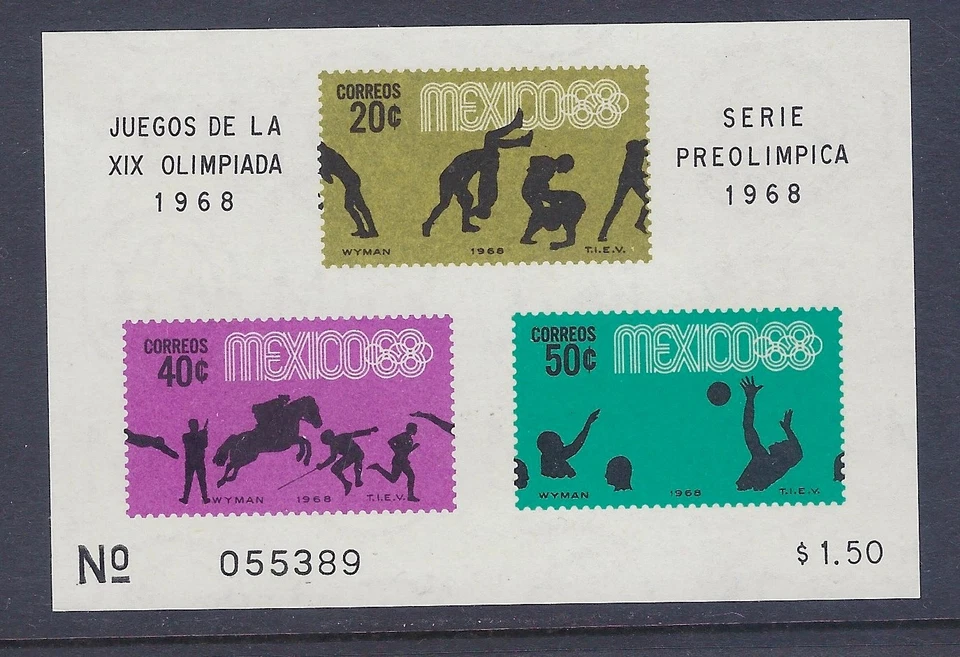 JUEGOS DE LA
XIX OLIMPIADA
1968
CORREOS
20¢
MEXICO68
WYMAN 1968 T.I.E.V.
SERIE
PREOLIMPICA
1968
CORREOS
40¢
MEXICO68
WYMAN 1968 T.I.E.V.
CORREOS
50¢
MEXICO68
WYMAN 1968 T.I.E.V.
Nº 055389
$1.50